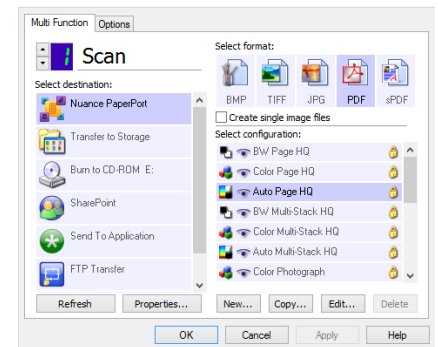 Multi Function
Options
1
Scan
Select destination:
Nuance PaperPort
Transfer to Storage
Burn to CD-ROM E:
SharePoint
Send To Application
FTP Transfer
Refresh
Properties...
Select format:
BMP
TIFF
JPG
PDF
sPDF
Create single image files
Select configuration:
BW Page HQ
Color Page HQ
Auto Page HQ
BW Multi-Stack HQ
Color Multi-Stack HQ
Auto Multi-Stack HQ
Color Photograph
New...
Copy...
Edit...
Delete
OK
Cancel
Apply
Help